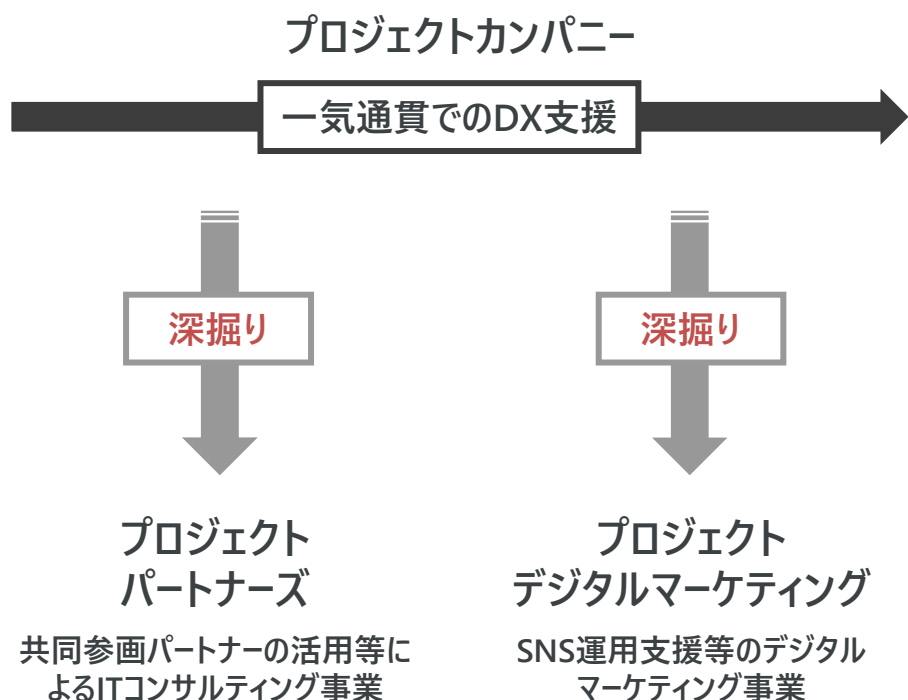 プロジェクトカンパニー
一気通貫でのDX支援
深掘り
深掘り
プロジェクト
パートナーズ
共同参画パートナーの活用等に
よるITコンサルティング事業
プロジェクト
デジタルマーケティング
SNS運用支援等のデジタル
マーケティング事業